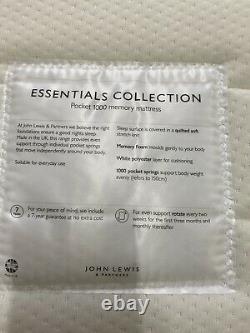 ESSENTIALS COLLECTION
Pocket 1000 memory mattress
At John Lewis & Partners we believe the right
foundations ensure a good nights sleep.
Made in the UK, this range provides even
support through individual pocket springs
that move independently around your body.
Suitable for everyday use
Sleep surface is covered in a quilted soft
stretch knit
Memory Foam moulds gently to your body
White polyester layer for cushioning
1000 pocket springs support body weight
evenly (refers to 150cm)
7
For your peace of mind, we include
a 7-year guarantee at no extra cost
For even support rotate every two
weeks for the first three months and
monthly thereafter
JOHN LEWIS
& PARTNERS